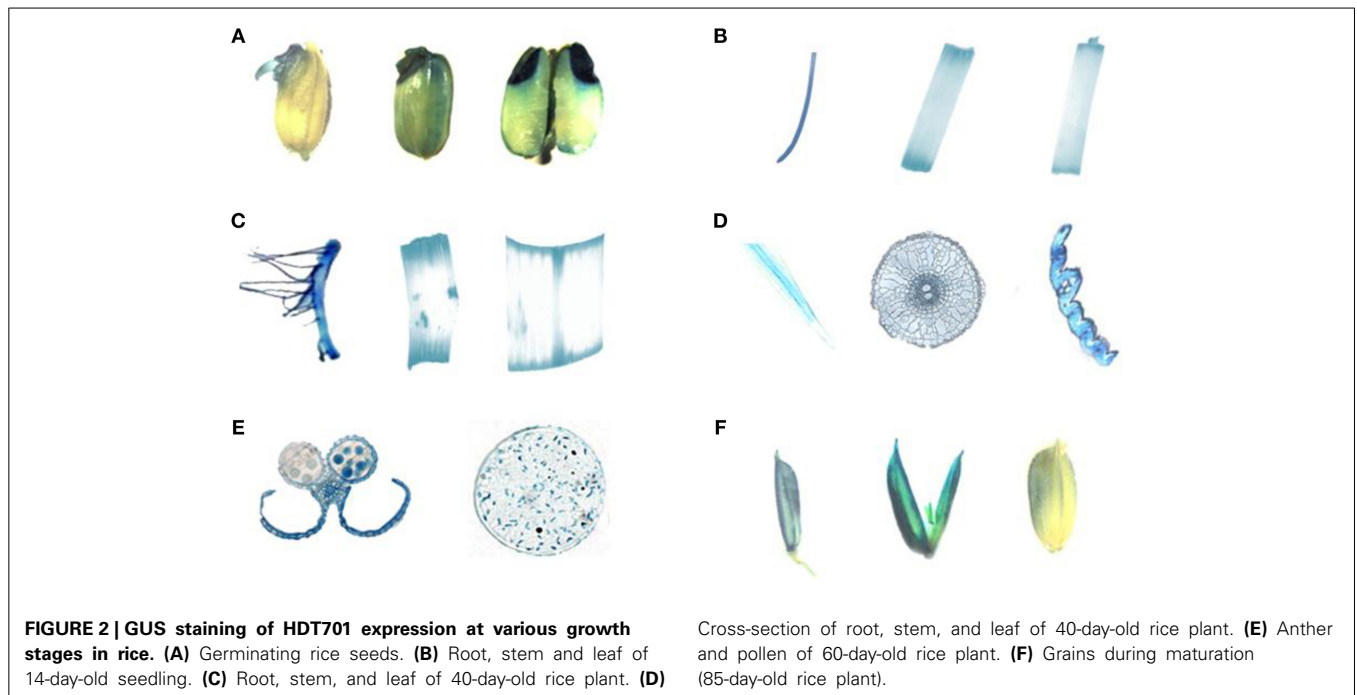 A
B
C
D
E
F
FIGURE 2 | GUS staining of HDT701 expression at various growth
stages in rice. (A) Germinating rice seeds. (B) Root, stem and leaf of
14-day-old seedling. (C) Root, stem, and leaf of 40-day-old rice plant. (D)
Cross-section of root, stem, and leaf of 40-day-old rice plant. (E) Anther
and pollen of 60-day-old rice plant. (F) Grains during maturation
(85-day-old rice plant).